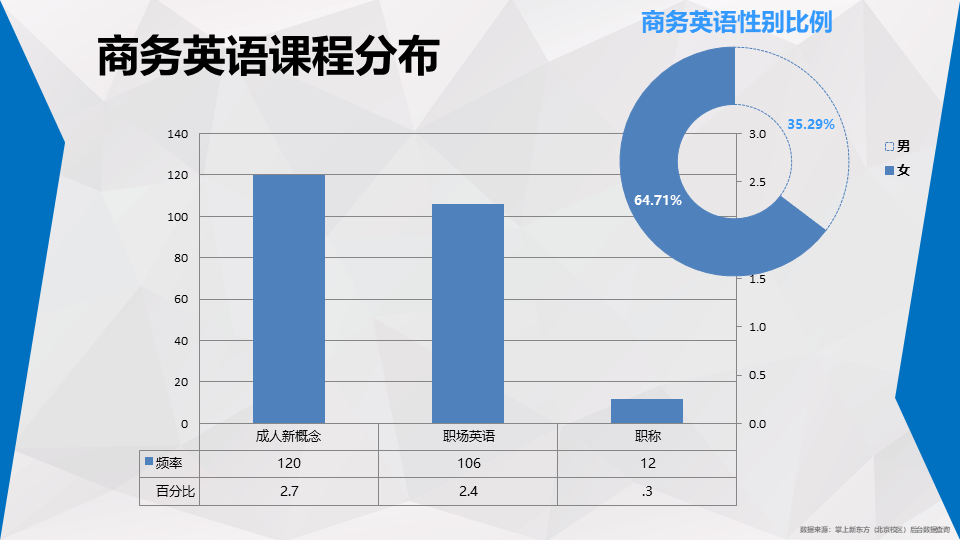 商务英语性别比例
商务英语课程分布
35.29%
64.71%
男
女
140
120
100
80
60
40
20
0
3.0
2.5
1.5
1.0
0.5
0.0
成人新概念 职场英语 职称
频率 120 106 12
百分比 2.7 2.4 .3
数据来源：掌上新东方（北京校区）后台数据查询